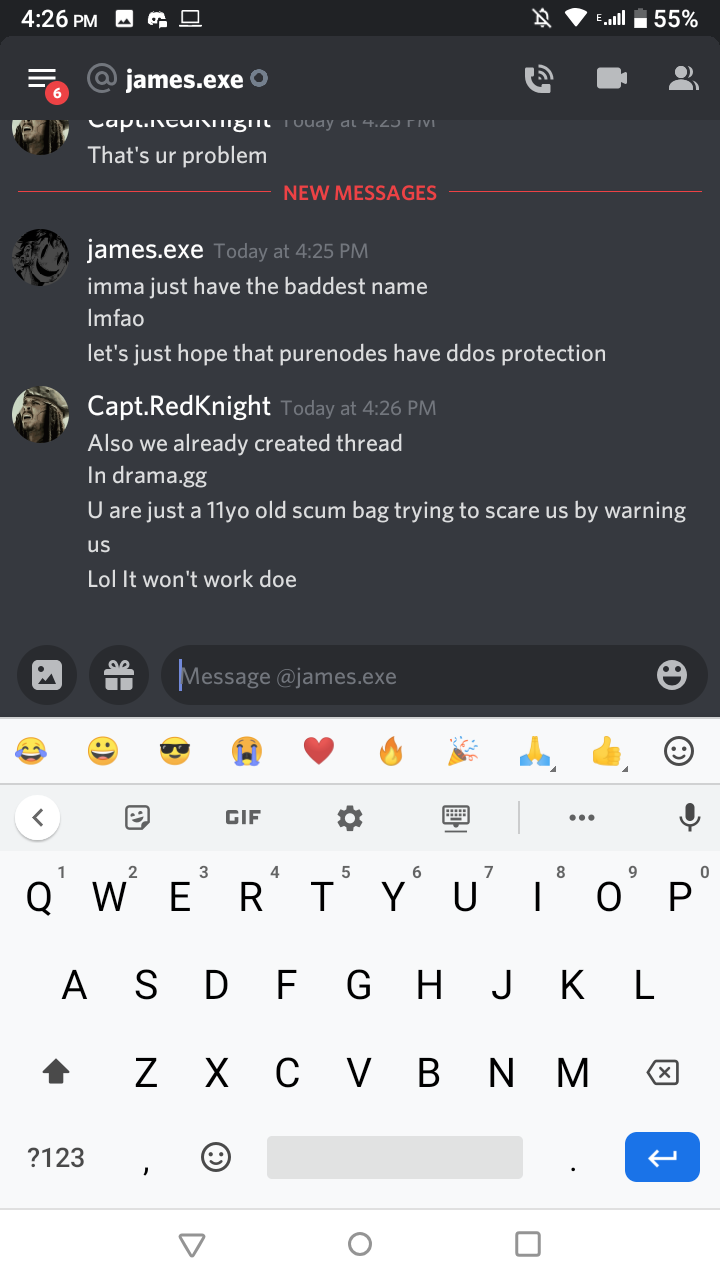 4:26 PM E 55%
6 @ james.exe
Capt.RedKnight Today at 4:25 PM
That's ur problem
NEW MESSAGES
james.exe Today at 4:25 PM
imma just have the baddest name
lmfao
let's just hope that purenodes have ddos protection
Capt.RedKnight Today at 4:26 PM
Also we already created thread
In drama.gg
U are just a 11yo old scum bag trying to scare us by warning
us
Lol It won't work doe
Message @james.exe
GIF
1 2 3 4 5 6 7 8 9 0
Q W E R T Y U I O P
A S D F G H J K L
Z X C V B N M
?123 , .